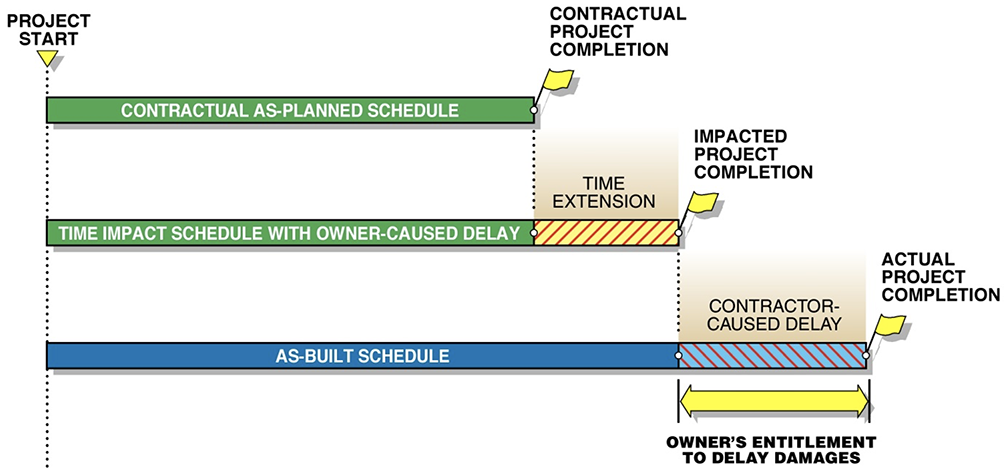 PROJECT
START
CONTRACTUAL
PROJECT
COMPLETION
CONTRACTUAL AS-PLANNED SCHEDULE
IMPACTED
PROJECT
COMPLETION
TIME
EXTENSION
TIME IMPACT SCHEDULE WITH OWNER-CAUSED DELAY
ACTUAL
PROJECT
COMPLETION
CONTRACTOR-
CAUSED DELAY
AS-BUILT SCHEDULE
OWNER'S ENTITLEMENT
TO DELAY DAMAGES